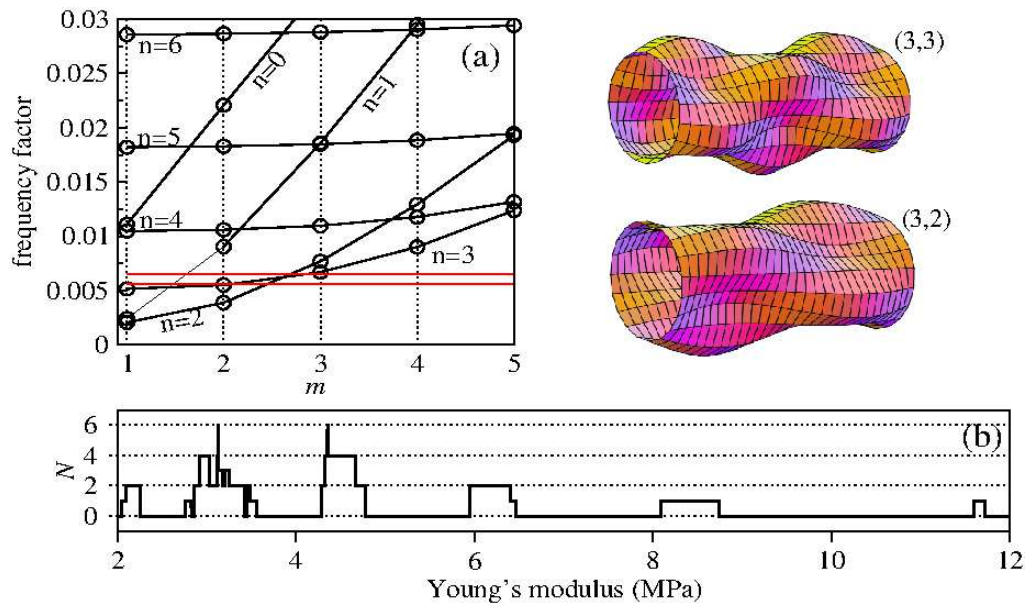 0.03
n=6
n=0
(a)
(3,3)
0.025
n=1
0.02
n=5
frequency factor
0.015
n=4
0.01
(3,2)
n=3
0.005
n=2
0
1 2 3 4 5
m
6
(b)
4
N
2
0
2 4 6 8 10 12
Young's modulus (MPa)